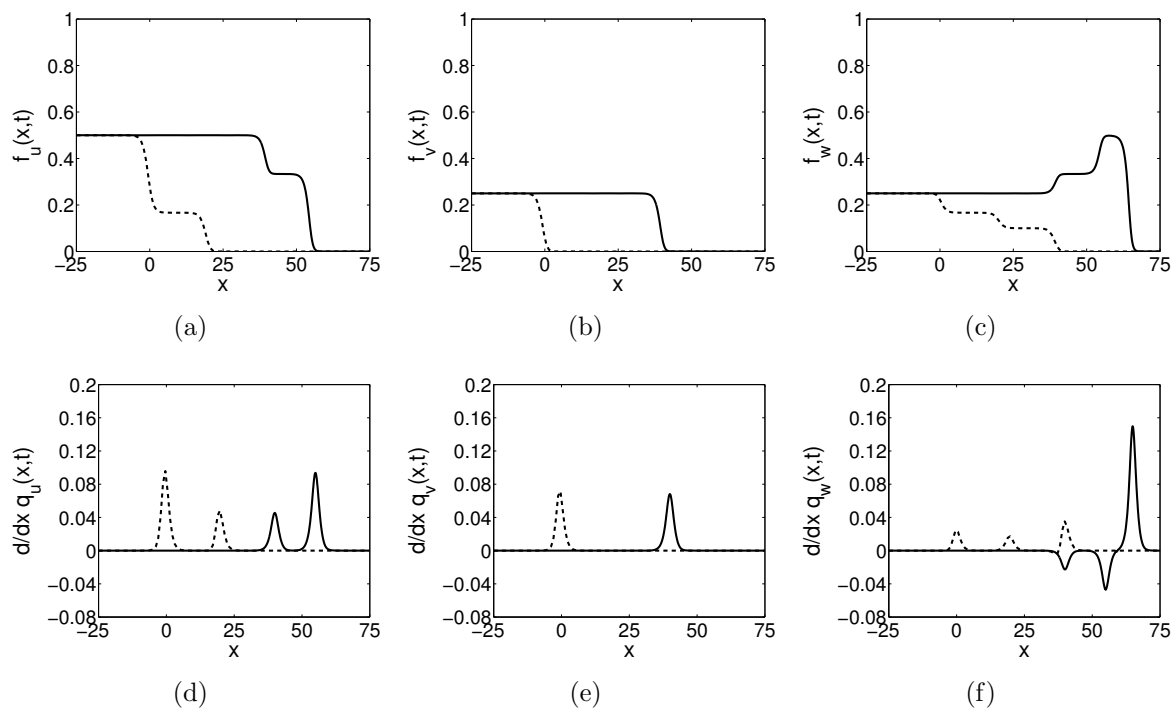 1
0.8
0.6
0.4
0.2
0
f_u(x,t)
−25 0 25 50 75
x
(a)
1
0.8
0.6
0.4
0.2
0
f_v(x,t)
−25 0 25 50 75
x
(b)
1
0.8
0.6
0.4
0.2
0
f_w(x,t)
−25 0 25 50 75
x
(c)
0.2
0.16
0.12
0.08
0.04
0
−0.04
−0.08
d/dx q_u(x,t)
−25 0 25 50 75
x
(d)
0.2
0.16
0.12
0.08
0.04
0
−0.04
−0.08
d/dx q_v(x,t)
−25 0 25 50 75
x
(e)
0.2
0.16
0.12
0.08
0.04
0
−0.04
−0.08
d/dx q_w(x,t)
−25 0 25 50 75
x
(f)